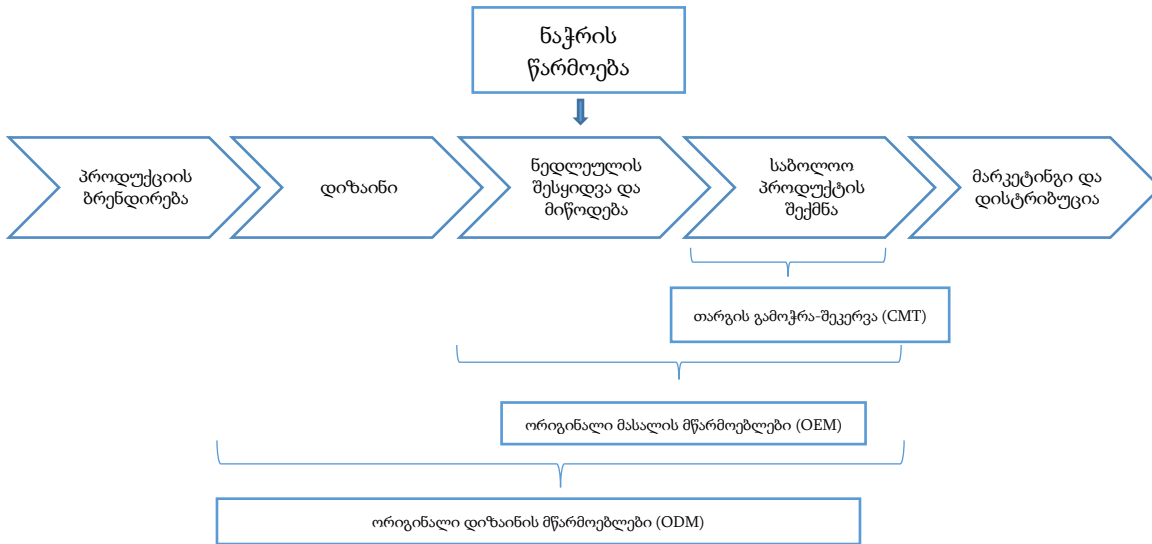 ნაჭრის
წარმოება
პროდუქციის
ბრენდირება
დიზაინი
ნედლეულის
შესყიდვა და
მიწოდება
საბოლოო
პროდუქტის
შექმნა
მარკეტინგი და
დისტრიბუცია
თარგის გამოჭრა-შეკერვა (CMT)
ორიგინალი მასალის მწარმოებლები (OEM)
ორიგინალი დიზაინის მწარმოებლები (ODM)